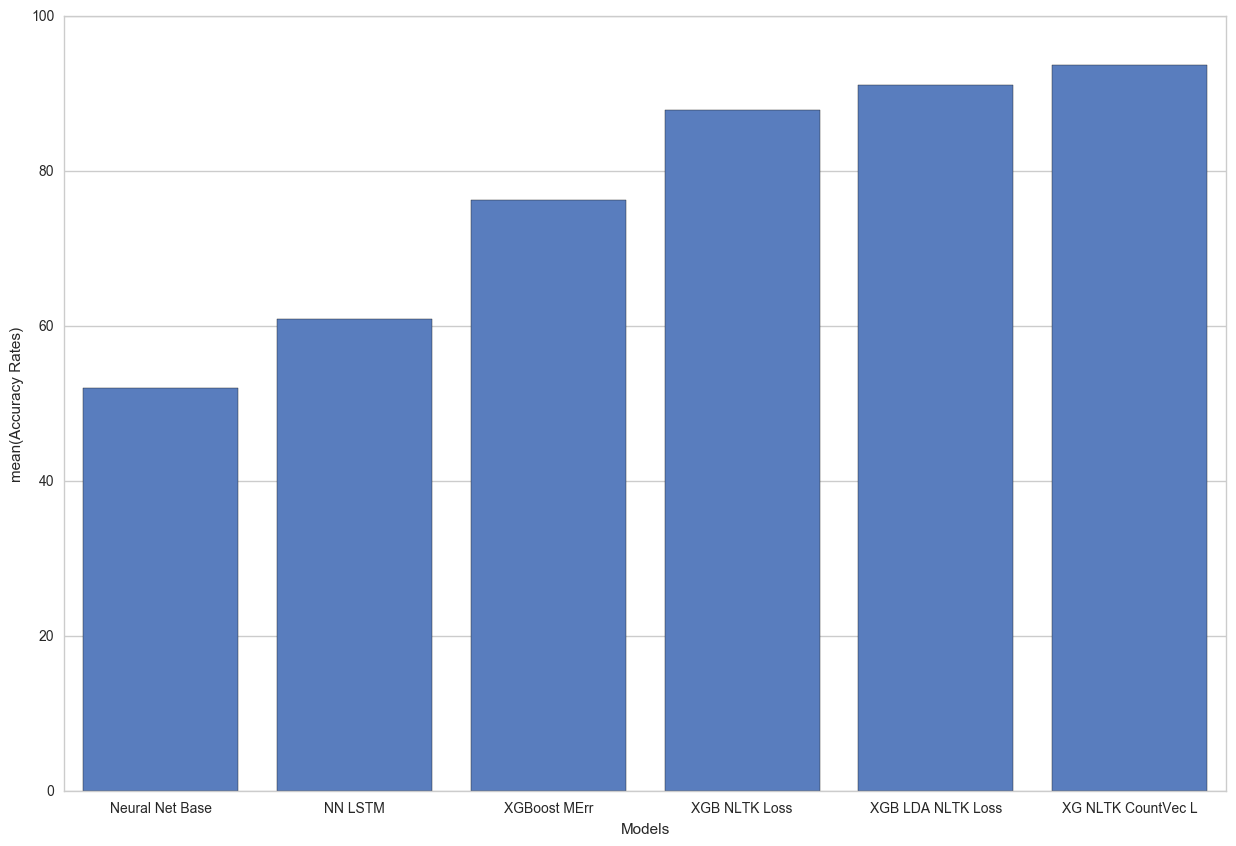 100
80
60
40
20
0
mean(Accuracy Rates)
Neural Net Base
NN LSTM
XGBoost MErr
XGB NLTK Loss
XGB LDA NLTK Loss
XG NLTK CountVec L
Models